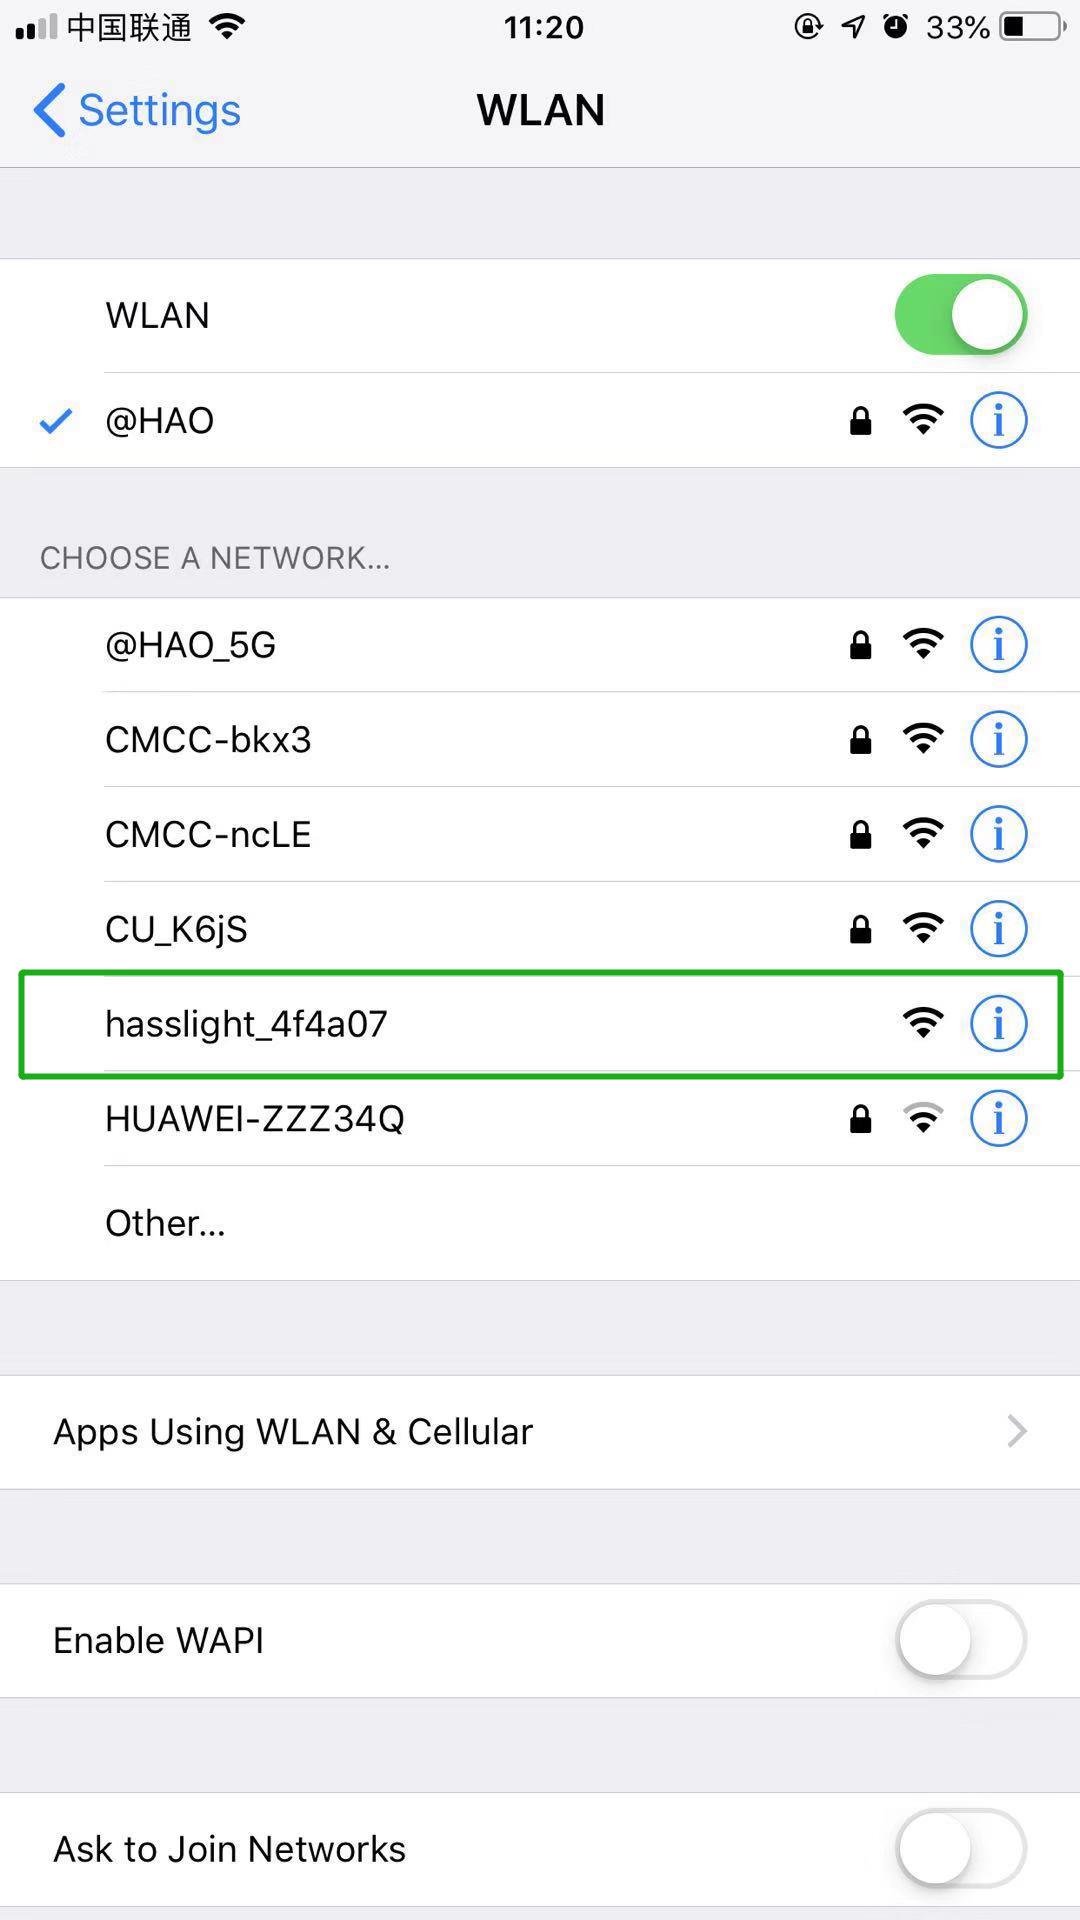 中国联通 11:20 33%
Settings WLAN
WLAN
@HAO
CHOOSE A NETWORK...
@HAO_5G
CMCC-bkx3
CMCC-ncLE
CU_K6jS
hasslight_4f4a07
HUAWEI-ZZZ34Q
Other...
Apps Using WLAN & Cellular
Enable WAPI
Ask to Join Networks